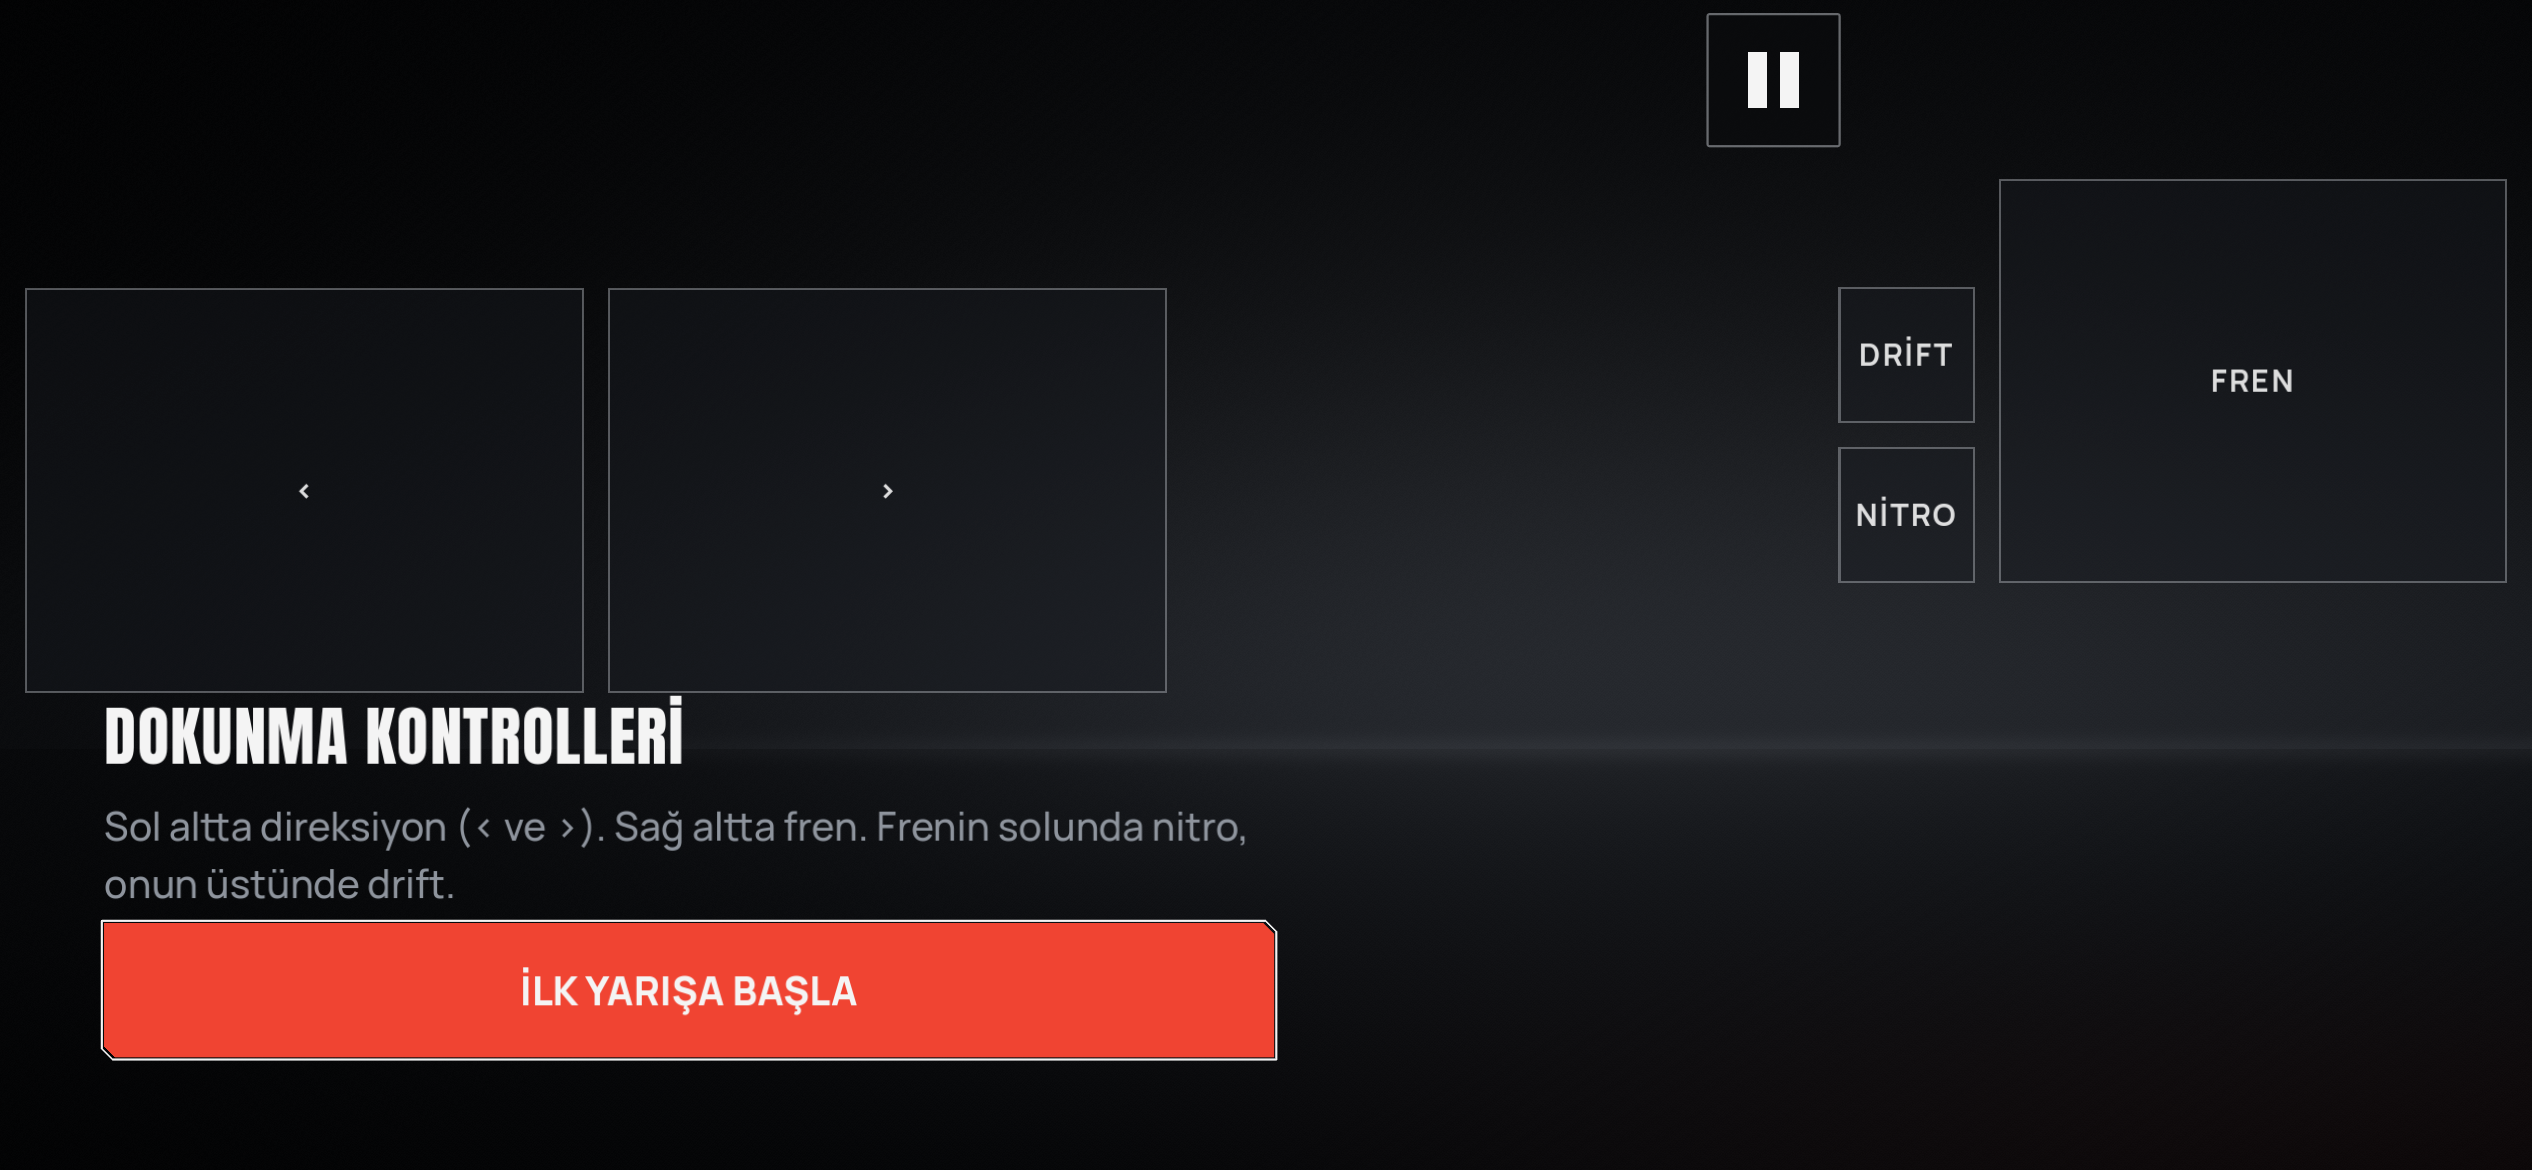 DRİFT
FREN
‹
›
NİTRO
DOKUNMA KONTROLLERİ
Sol altta direksiyon (‹ ve ›). Sağ altta fren. Frenin solunda nitro,
onun üstünde drift.
İLK YARIŞA BAŞLA